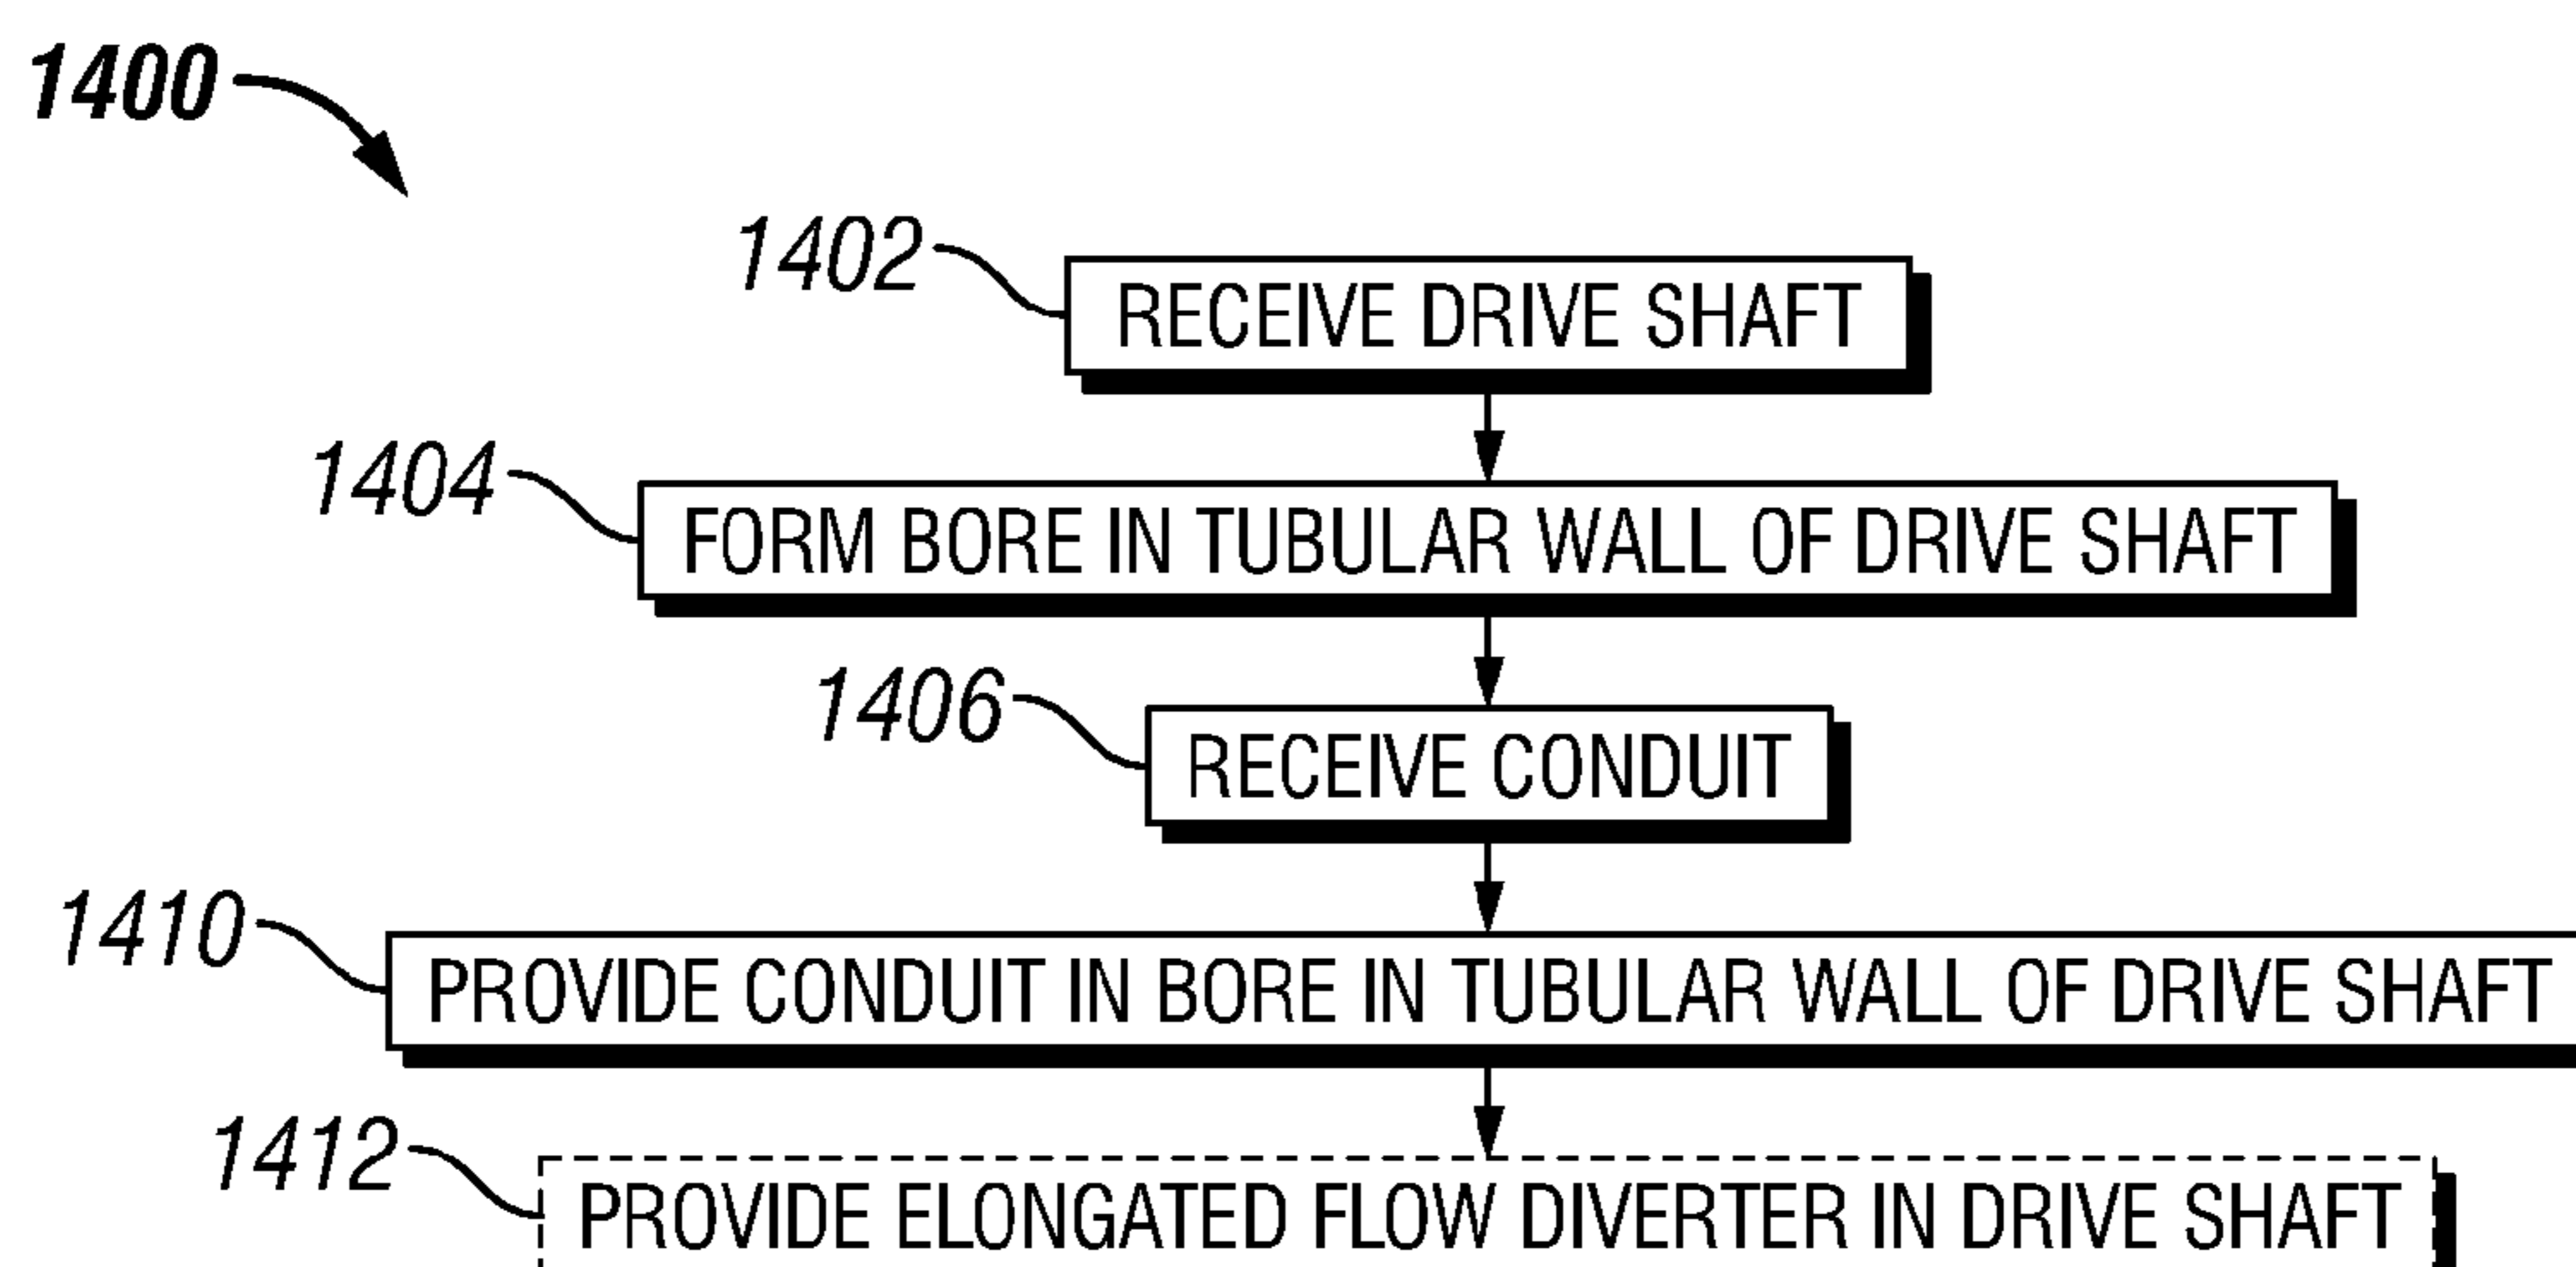 1400
1402
RECEIVE DRIVE SHAFT
1404
FORM BORE IN TUBULAR WALL OF DRIVE SHAFT
1406
RECEIVE CONDUIT
1410
PROVIDE CONDUIT IN BORE IN TUBULAR WALL OF DRIVE SHAFT
1412
PROVIDE ELONGATED FLOW DIVERTER IN DRIVE SHAFT